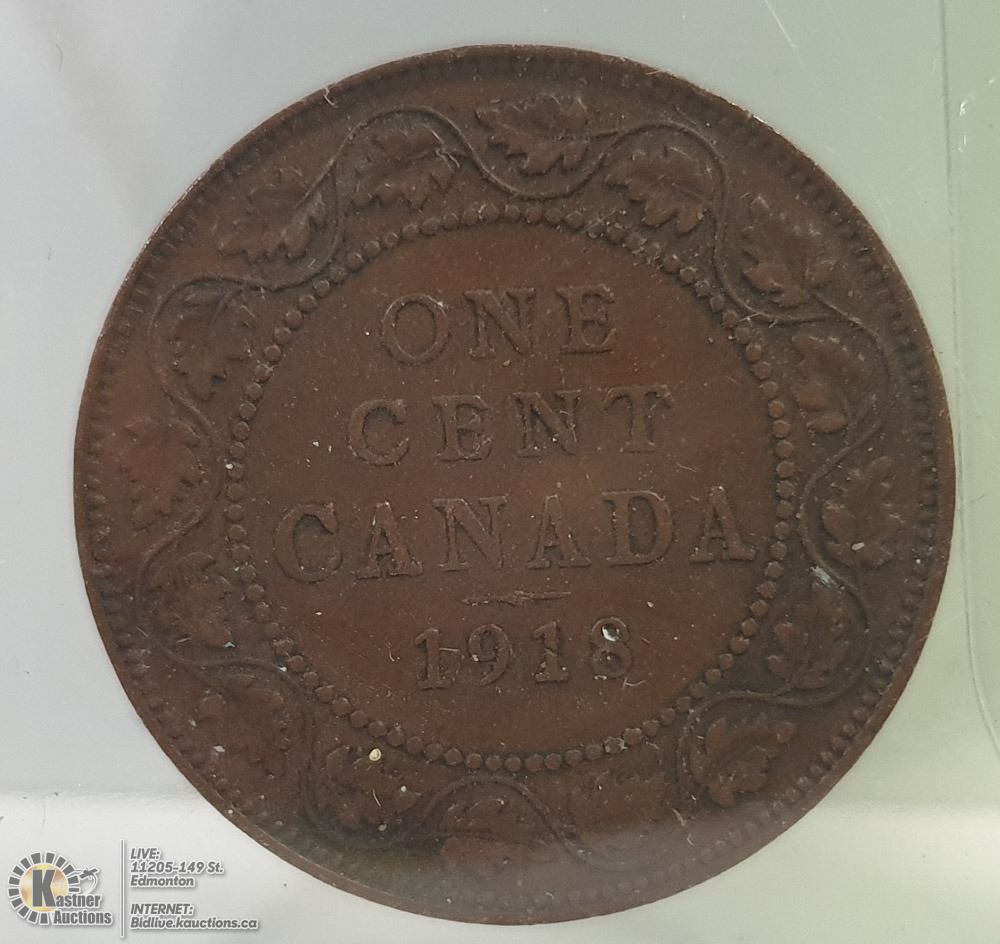 ONE
CENT
CANADA
1918
Kastner
Auctions
LIVE:
11205-149 St.
Edmonton
INTERNET:
Bidlive.kauctions.ca